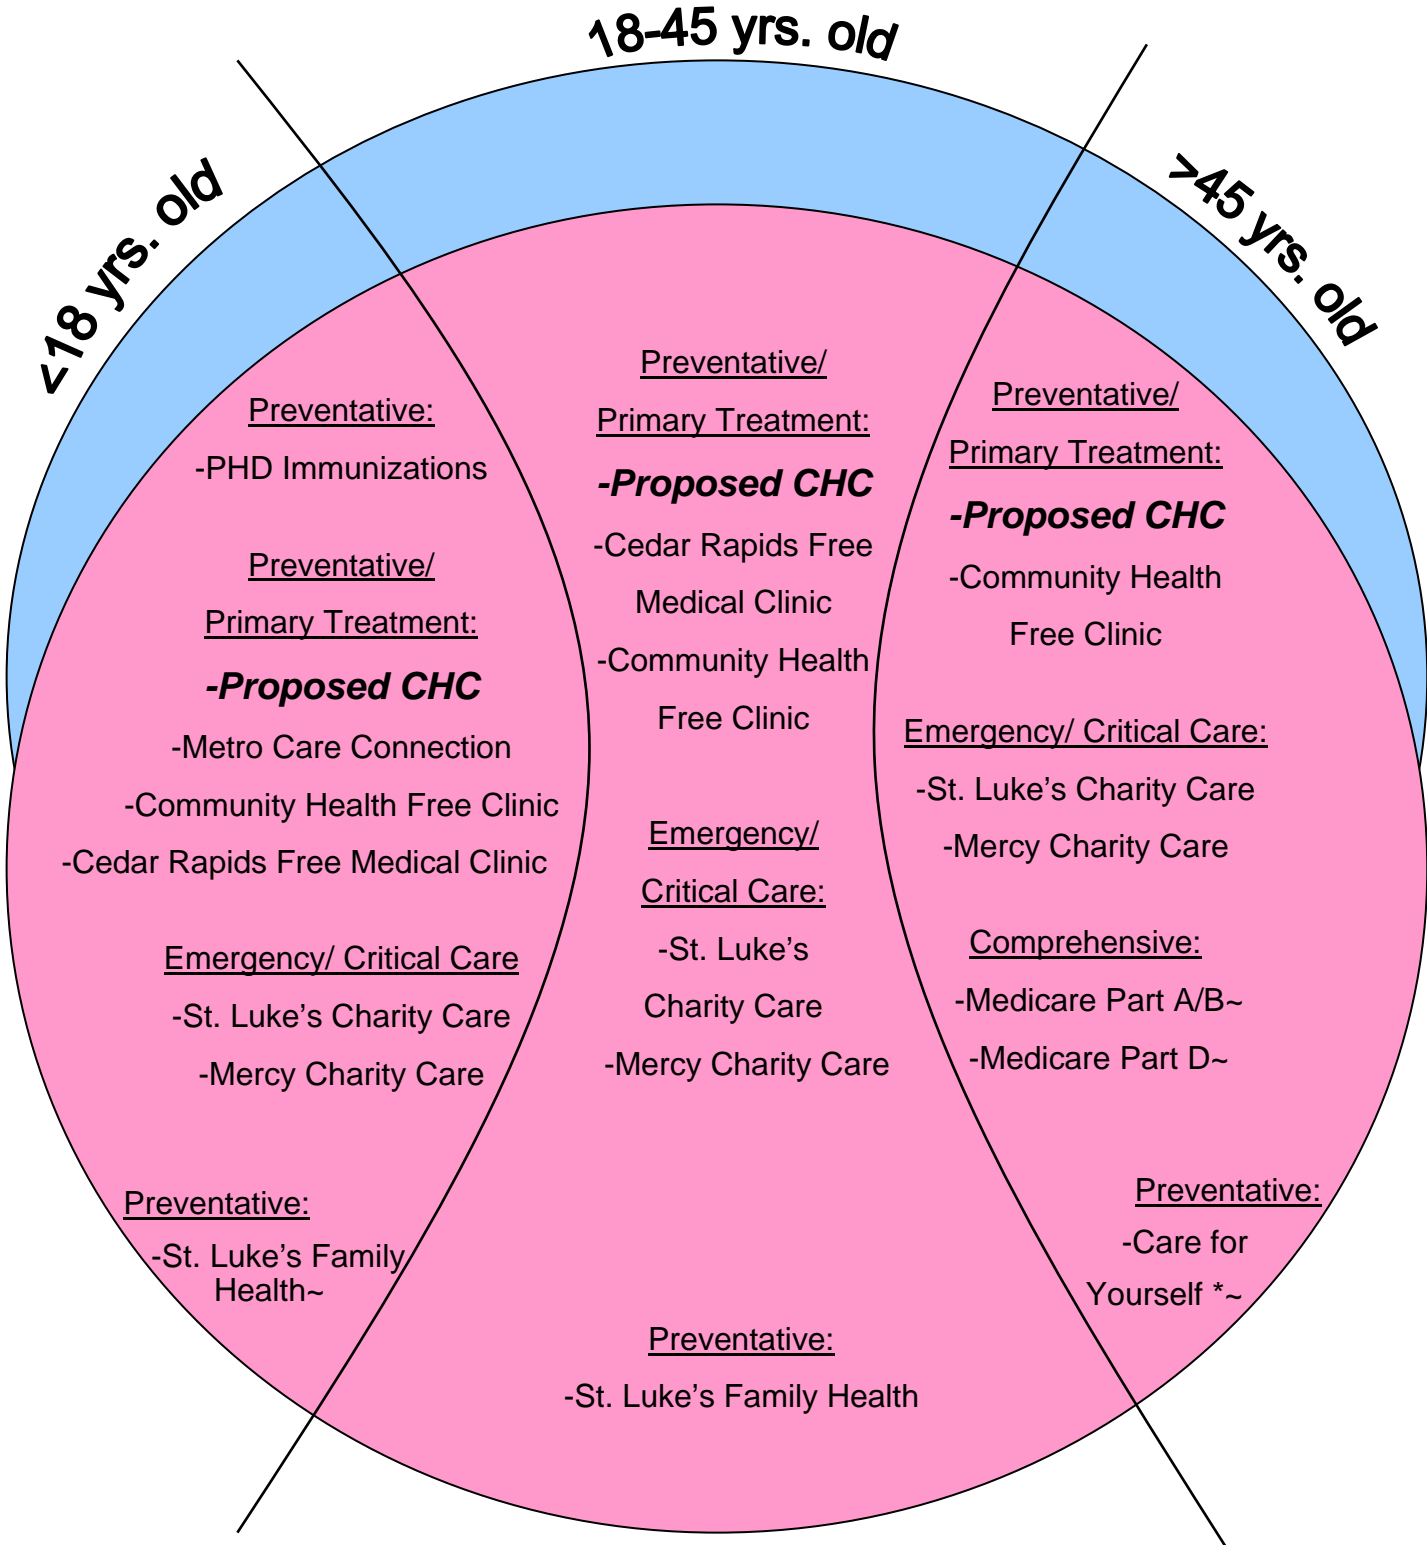 18-45 yrs. old
<18 yrs. old
>45 yrs. old
Preventative:
-PHD Immunizations
Preventative/
Primary Treatment:
-Proposed CHC
-Metro Care Connection
-Community Health Free Clinic
-Cedar Rapids Free Medical Clinic
Emergency/ Critical Care
-St. Luke’s Charity Care
-Mercy Charity Care
Preventative:
-St. Luke’s Family
Health~
Preventative/
Primary Treatment:
-Proposed CHC
-Cedar Rapids Free
Medical Clinic
-Community Health
Free Clinic
Emergency/
Critical Care:
-St. Luke’s
Charity Care
-Mercy Charity Care
Preventative:
-St. Luke’s Family Health
Preventative/
Primary Treatment:
-Proposed CHC
-Community Health
Free Clinic
Emergency/ Critical Care:
-St. Luke’s Charity Care
-Mercy Charity Care
Comprehensive:
-Medicare Part A/B~
-Medicare Part D~
Preventative:
-Care for
Yourself *~